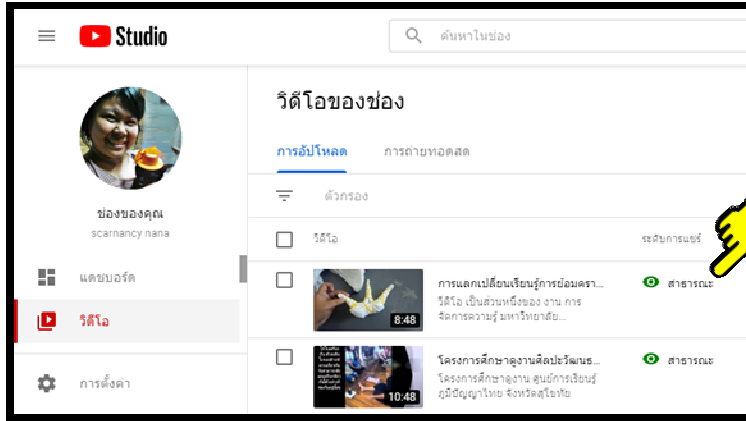 Studio
ค้นหาในช่อง
วิดีโอของช่อง
การอัปโหลด
การถ่ายทอดสด
ตัวกรอง
ช่องของคุณ
scarnancy nana
วิดีโอ
ระดับการแชร์
แดชบอร์ด
วิดีโอ
การตั้งค่า
8:48
การแลกเปลี่ยนเรียนรู้การย้อมครา...
วิดีโอ เป็นส่วนหนึ่งของ งาน การ
จัดการความรู้ มหาวิทยาลัย...
สาธารณะ
10:48
โครงการศึกษาดูงานศิลปะวัฒนธ...
โครงการศึกษาดูงาน ศูนย์การเรียนรู้
ภูมิปัญญาไทย จังหวัดสุโขทัย
สาธารณะ